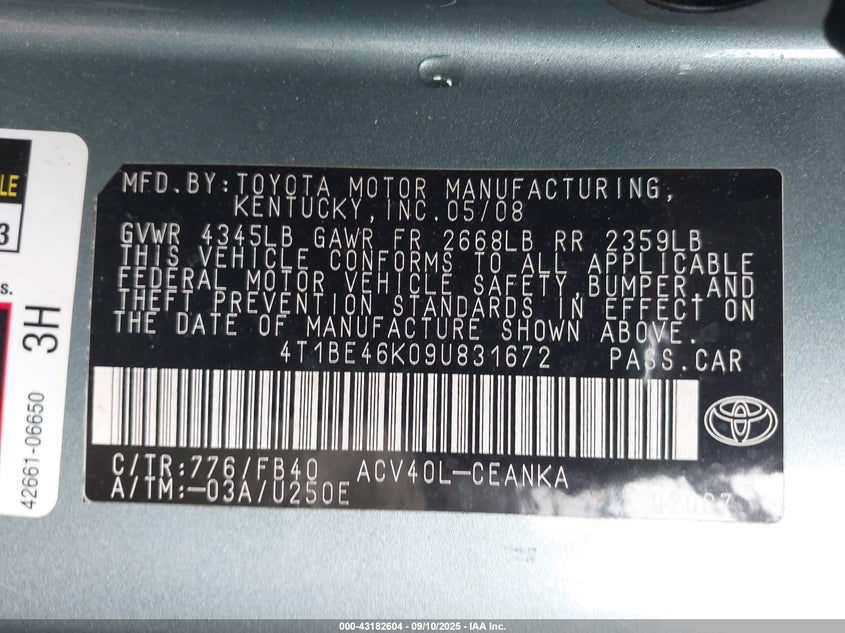 LE
3
s.
3H
42661-06650
MFD.BY:TOYOTA MOTOR MANUFACTURING,
KENTUCKY,INC.05/08
GVWR 4345LB GAWR FR 2668LB RR 2359LB
THIS VEHICLE CONFORMS TO ALL APPLICABLE
FEDERAL MOTOR VEHICLE SAFETY,BUMPER,AND
THEFT PREVENTION STANDARDS IN EFFECT ON
THE DATE OF MANUFACTURE SHOWN ABOVE.
4T1BE46K09U831672 PASS.CAR
C/TR:776/FB40 ACV40L-CEANKA
A/TM:-03A/U250E
000-43182604 - 09/10/2025 - IAA Inc.